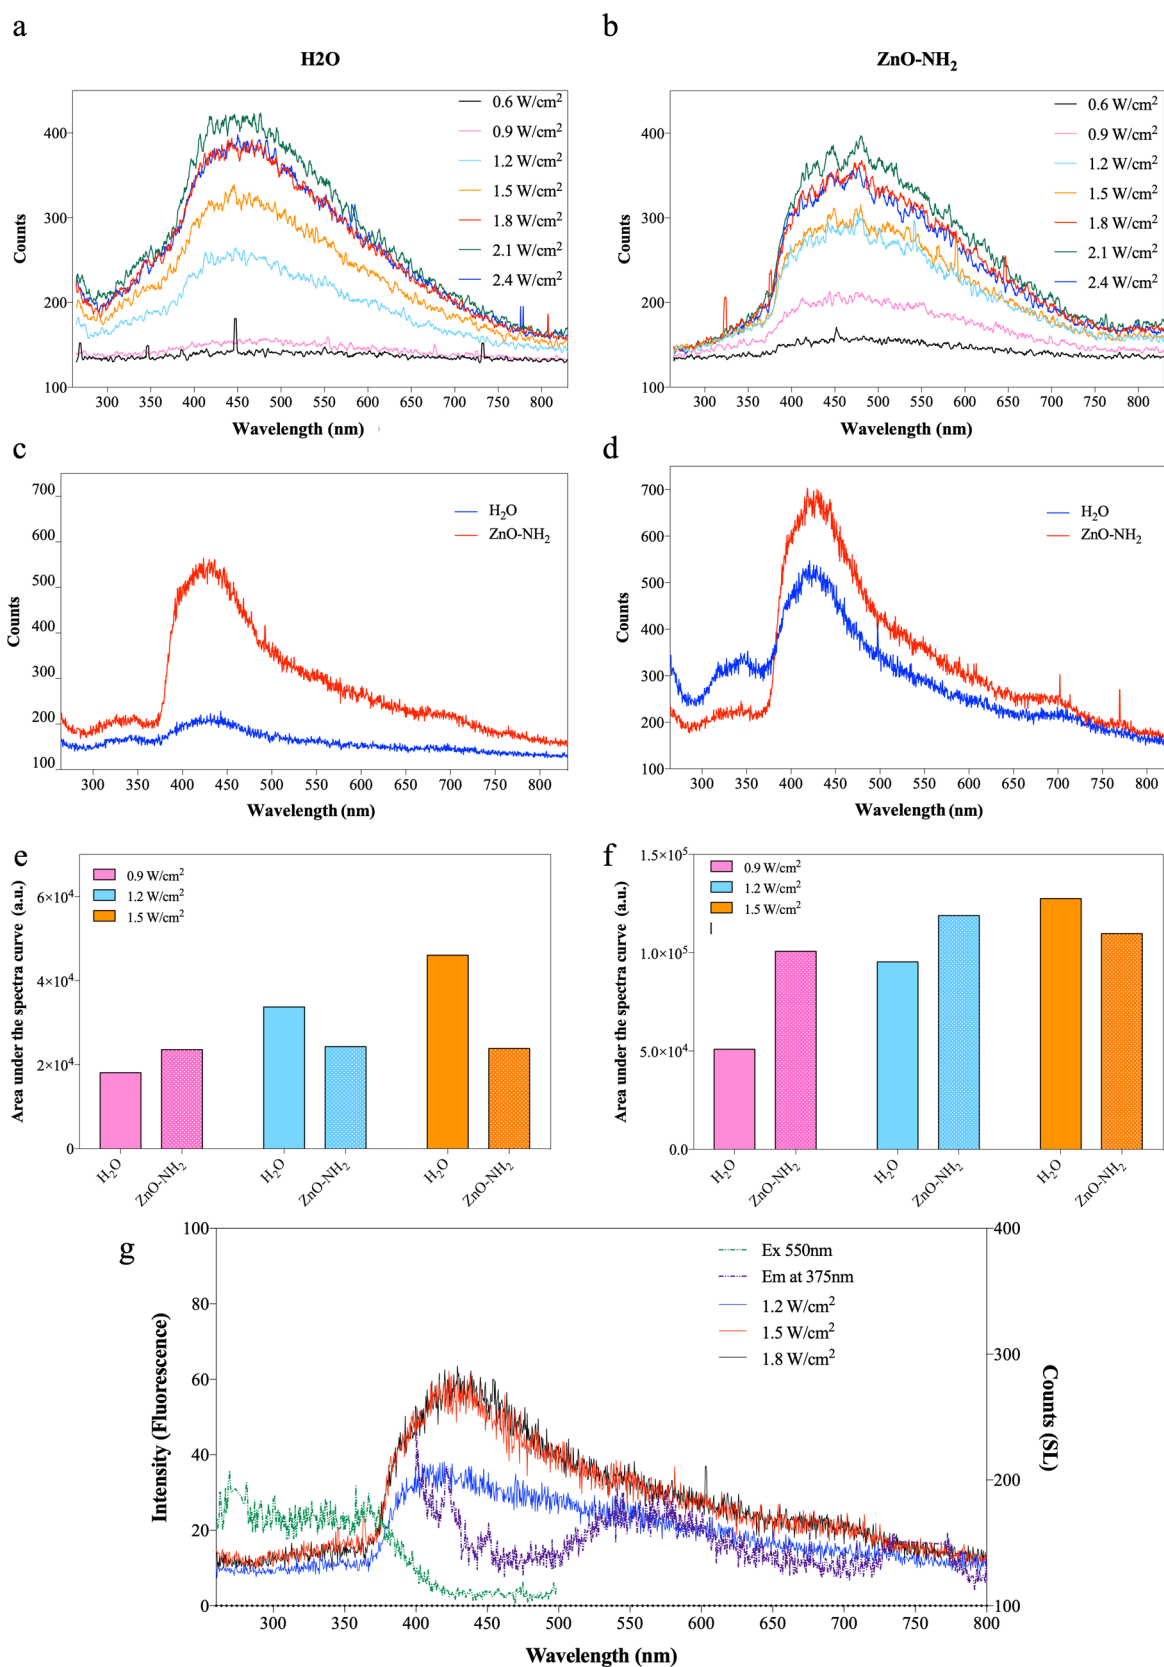 a
b
H2O
ZnO-NH2
400
300
200
100
Counts
0.6 W/cm2
0.9 W/cm2
1.2 W/cm2
1.5 W/cm2
1.8 W/cm2
2.1 W/cm2
2.4 W/cm2
300 350 400 450 500 550 600 650 700 750 800
Wavelength (nm)
400
300
200
100
Counts
0.6 W/cm2
0.9 W/cm2
1.2 W/cm2
1.5 W/cm2
1.8 W/cm2
2.1 W/cm2
2.4 W/cm2
300 350 400 450 500 550 600 650 700 750 800
Wavelength (nm)
c
d
700
600
500
400
300
200
100
Counts
H2O
ZnO-NH2
300 350 400 450 500 550 600 650 700 750 800
Wavelength (nm)
700
600
500
400
300
200
100
Counts
H2O
ZnO-NH2
300 350 400 450 500 550 600 650 700 750 800
Wavelength (nm)
e
f
6×10⁴
4×10⁴
2×10⁴
0
Area under the spectra curve (a.u.)
0.9 W/cm2
1.2 W/cm2
1.5 W/cm2
H2O ZnO-NH2 H2O ZnO-NH2 H2O ZnO-NH2
1.5×10⁵
1.0×10⁵
5.0×10⁴
0.0
Area under the spectra curve (a.u.)
0.9 W/cm2
1.2 W/cm2
1.5 W/cm2
H2O ZnO-NH2 H2O ZnO-NH2 H2O ZnO-NH2
g
100
80
60
40
20
0
Intensity (Fluorescence)
Ex 550nm
Em at 375nm
1.2 W/cm2
1.5 W/cm2
1.8 W/cm2
400
300
200
100
Counts (SL)
300 350 400 450 500 550 600 650 700 750 800
Wavelength (nm)